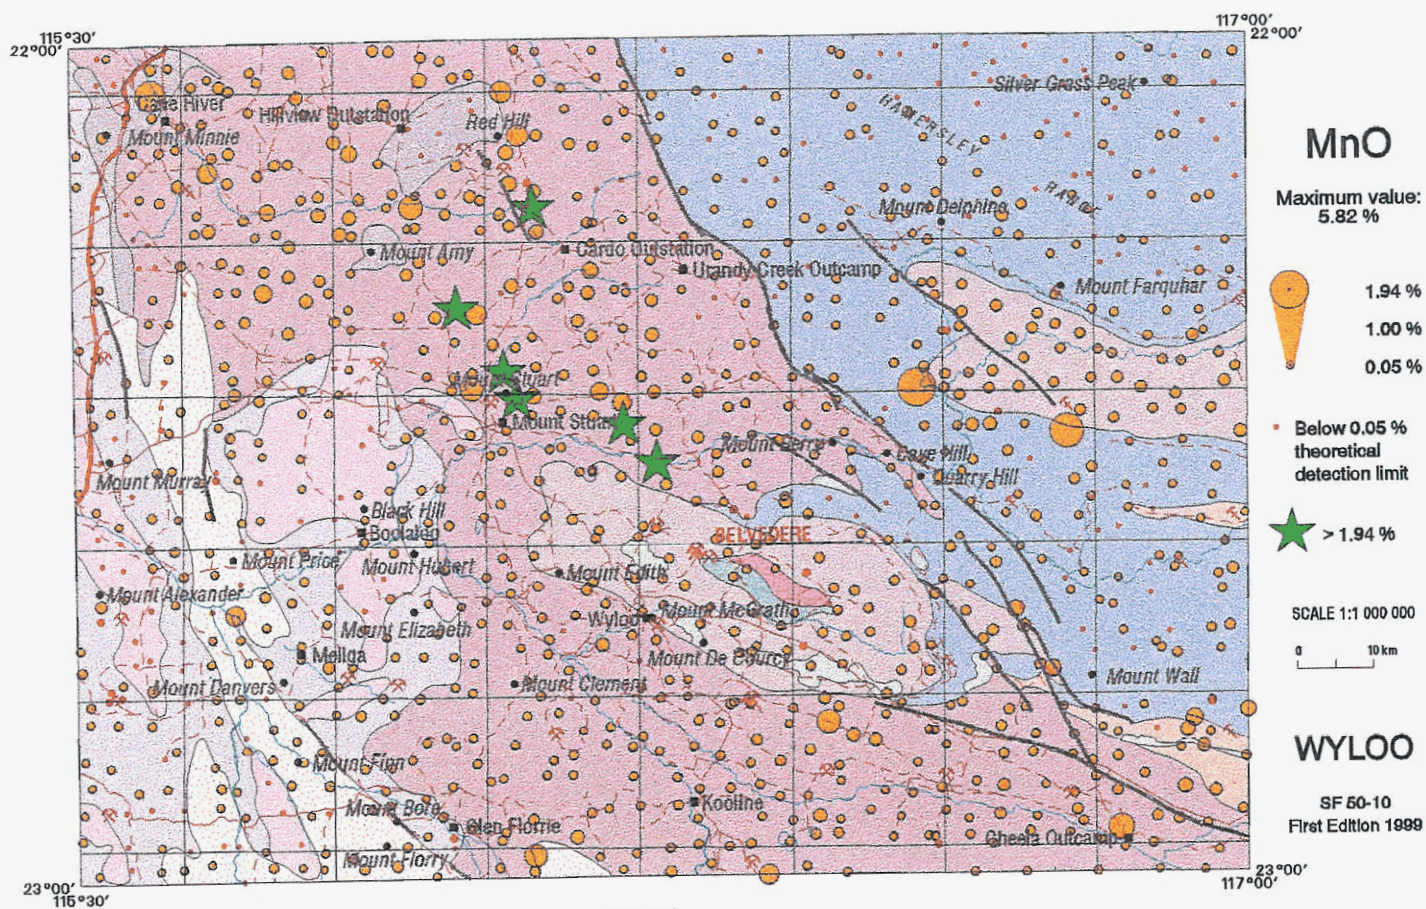 115°30′
117°00′
22°00′
22°00′
Silver Grass Peak
Cane River
Hillview Outstation
Red Hill
Mount Minnie
HAMERSLEY
RANGE
Mount Delphine
Mount Amy
Cardo Outstation
Urandy Creek Outcamp
Mount Farquhar
Mount Stuart
Mount Stuart
Mount Berry
Cave Hill
Quarry Hill
Mount Murray
Black Hill
Boolaloo
BELVEDERE
Mount Price
Mount Hubert
Mount Edith
Mount Alexander
Mount McGrath
Wyloo
Mount Elizabeth
Mount De Courcy
Meliga
Mount Danvers
Mount Clement
Mount Wall
Mount Finn
Mount Bore
Kooline
Glen Florrie
Cheela Outcamp
Mount Florry
23°00′
115°30′
23°00′
117°00′
MnO
Maximum value:
5.82 %
1.94 %
1.00 %
0.05 %
Below 0.05 %
theoretical
detection limit
> 1.94 %
SCALE 1:1 000 000
0 10 km
WYLOO
SF 50-10
First Edition 1999